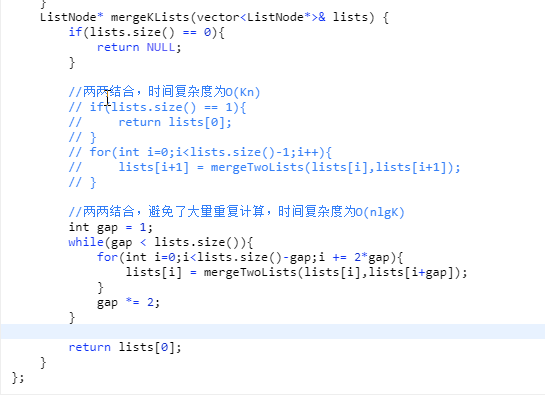 }
ListNode* mergeKLists(vector<ListNode*>& lists) {
if(lists.size() == 0){
return NULL;
}
//两两结合，时间复杂度为O(Kn)
// if(lists.size() == 1){
//     return lists[0];
// }
// for(int i=0;i<lists.size()-1;i++){
//     lists[i+1] = mergeTwoLists(lists[i],lists[i+1]);
// }
//两两结合，避免了大量重复计算，时间复杂度为O(nlgK)
int gap = 1;
while(gap < lists.size()){
for(int i=0;i<lists.size()-gap;i += 2*gap){
lists[i] = mergeTwoLists(lists[i],lists[i+gap]);
}
gap *= 2;
}
return lists[0];
}
};